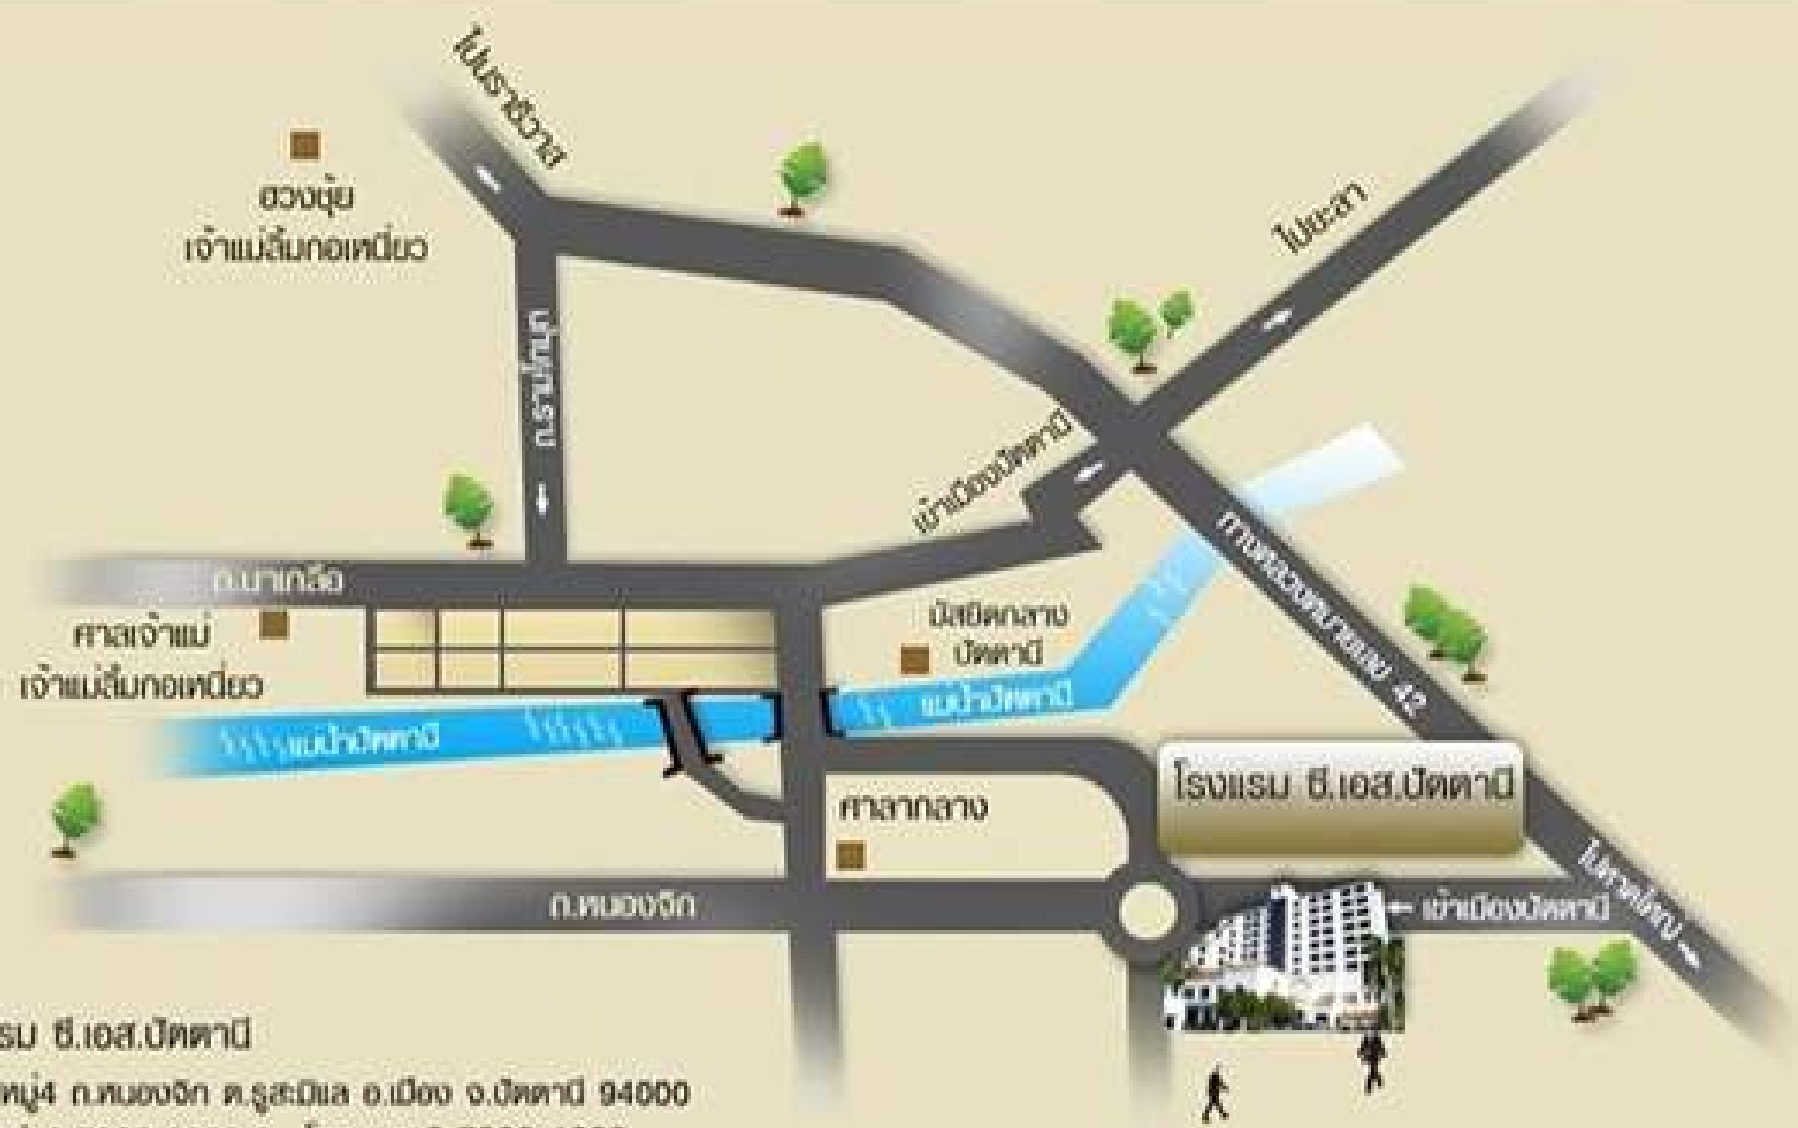 ไปนราธิวาส
ฮวงซุ้ย
เจ้าแม่ลิ้มกอเหนี่ยว
ไปยะลา
ถ.รามโกมุท
เข้าเมืองปัตตานี
ทางหลวงหมายเลข 42
ถ.นาเกลือ
ศาลเจ้าแม่
เจ้าแม่ลิ้มกอเหนี่ยว
มัสยิดกลาง
ปัตตานี
แม่น้ำปัตตานี
แม่น้ำปัตตานี
โรงแรม ซี.เอส.ปัตตานี
ศาลากลาง
ไปหาดใหญ่
ถ.หนองจิก
เข้าเมืองปัตตานี
รม ซี.เอส.ปัตตานี
หมู่4 ถ.หนองจิก ต.รูสะมิแล อ.เมือง จ.ปัตตานี 94000